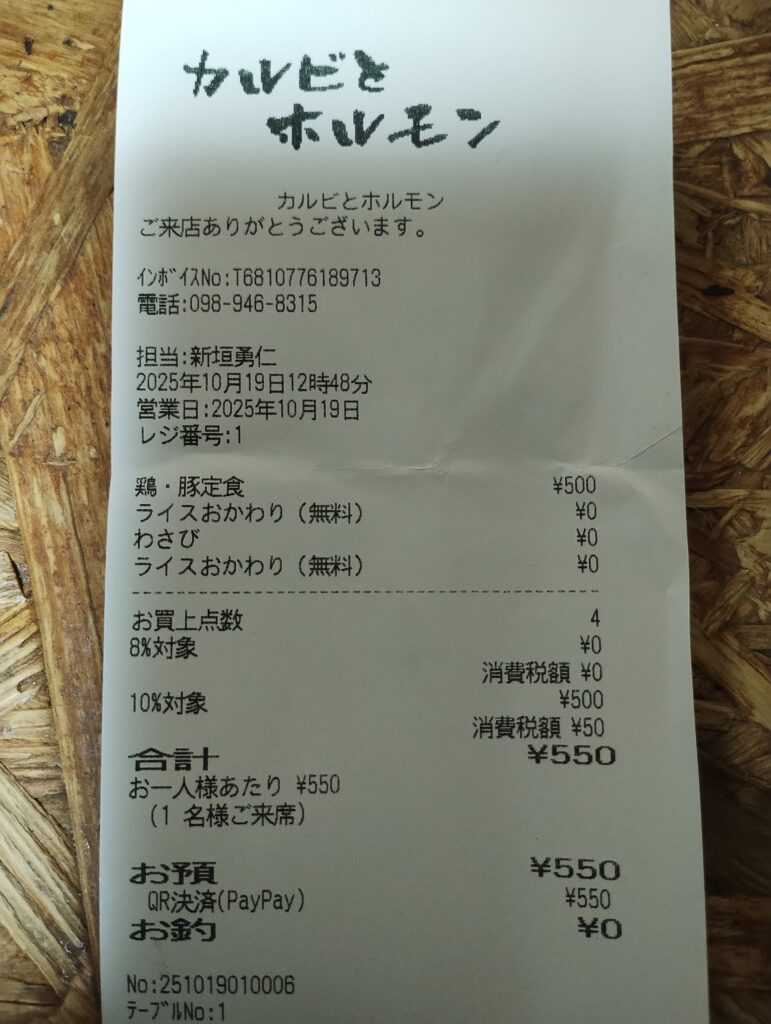 カルビと
ホルモン
カルビとホルモン
ご来店ありがとうございます。
ｲﾝﾎﾞｲｽNo:T6810776189713
電話:098-946-8315
担当:新垣勇仁
2025年10月19日12時48分
営業日:2025年10月19日
レジ番号:1
鶏・豚定食 ¥500
ライスおかわり（無料） ¥0
わさび ¥0
ライスおかわり（無料） ¥0
お買上点数 4
8%対象 ¥0
消費税額 ¥0
10%対象 ¥500
消費税額 ¥50
合計 ¥550
お一人様あたり ¥550
（1 名様ご来席）
お預 ¥550
QR決済(PayPay) ¥550
お釣 ¥0
No:251019010006
ﾃｰﾌﾞﾙNo:1